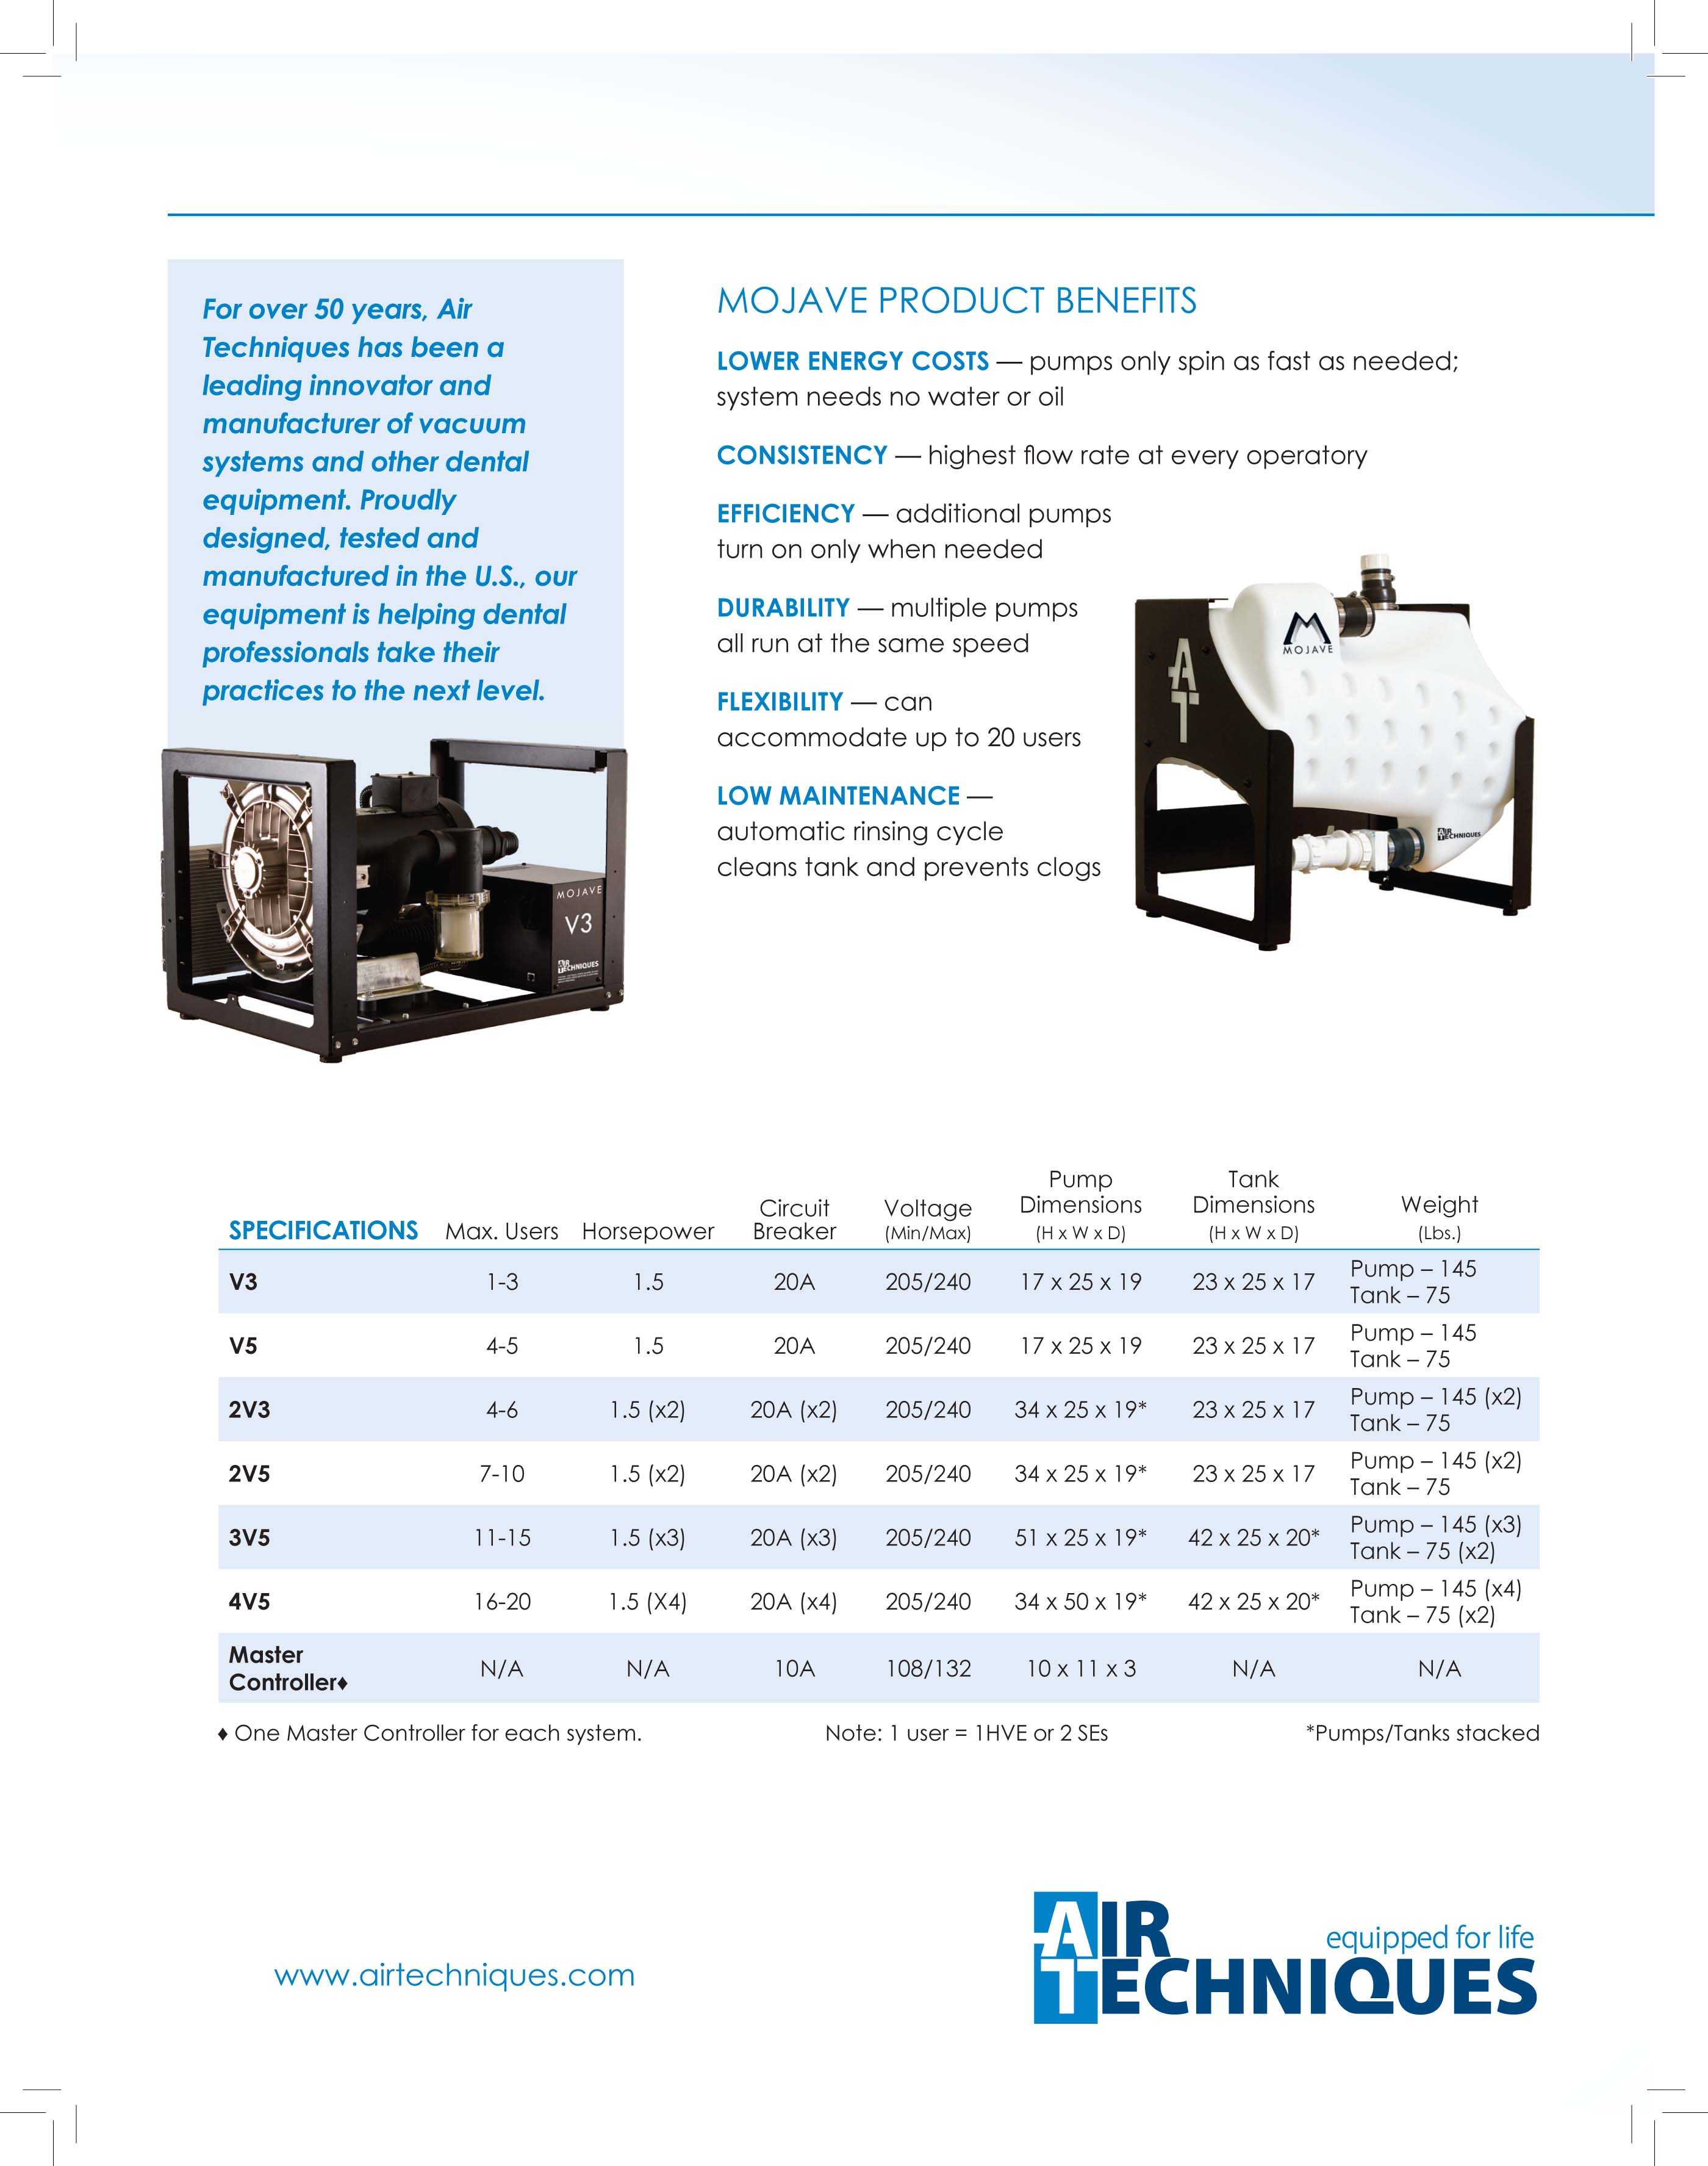 For over 50 years, Air
Techniques has been a
leading innovator and
manufacturer of vacuum
systems and other dental
equipment. Proudly
designed, tested and
manufactured in the U.S., our
equipment is helping dental
professionals take their
practices to the next level.
MOJAVE
V3
AIR
TECHNIQUES
MOJAVE PRODUCT BENEFITS
LOWER ENERGY COSTS — pumps only spin as fast as needed;
system needs no water or oil
CONSISTENCY — highest flow rate at every operatory
EFFICIENCY — additional pumps
turn on only when needed
DURABILITY — multiple pumps
all run at the same speed
FLEXIBILITY — can
accommodate up to 20 users
LOW MAINTENANCE —
automatic rinsing cycle
cleans tank and prevents clogs
MOJAVE
AT
AIR
TECHNIQUES
SPECIFICATIONS Max. Users Horsepower Circuit Breaker Voltage (Min/Max) Pump Dimensions (H x W x D) Tank Dimensions (H x W x D) Weight (Lbs.)
V3 1-3 1.5 20A 205/240 17 x 25 x 19 23 x 25 x 17 Pump – 145 Tank – 75
V5 4-5 1.5 20A 205/240 17 x 25 x 19 23 x 25 x 17 Pump – 145 Tank – 75
2V3 4-6 1.5 (x2) 20A (x2) 205/240 34 x 25 x 19* 23 x 25 x 17 Pump – 145 (x2) Tank – 75
2V5 7-10 1.5 (x2) 20A (x2) 205/240 34 x 25 x 19* 23 x 25 x 17 Pump – 145 (x2) Tank – 75
3V5 11-15 1.5 (x3) 20A (x3) 205/240 51 x 25 x 19* 42 x 25 x 20* Pump – 145 (x3) Tank – 75 (x2)
4V5 16-20 1.5 (X4) 20A (x4) 205/240 34 x 50 x 19* 42 x 25 x 20* Pump – 145 (x4) Tank – 75 (x2)
Master Controller♦ N/A N/A 10A 108/132 10 x 11 x 3 N/A N/A
♦ One Master Controller for each system. Note: 1 user = 1HVE or 2 SEs *Pumps/Tanks stacked
www.airtechniques.com
AIR
equipped for life
TECHNIQUES